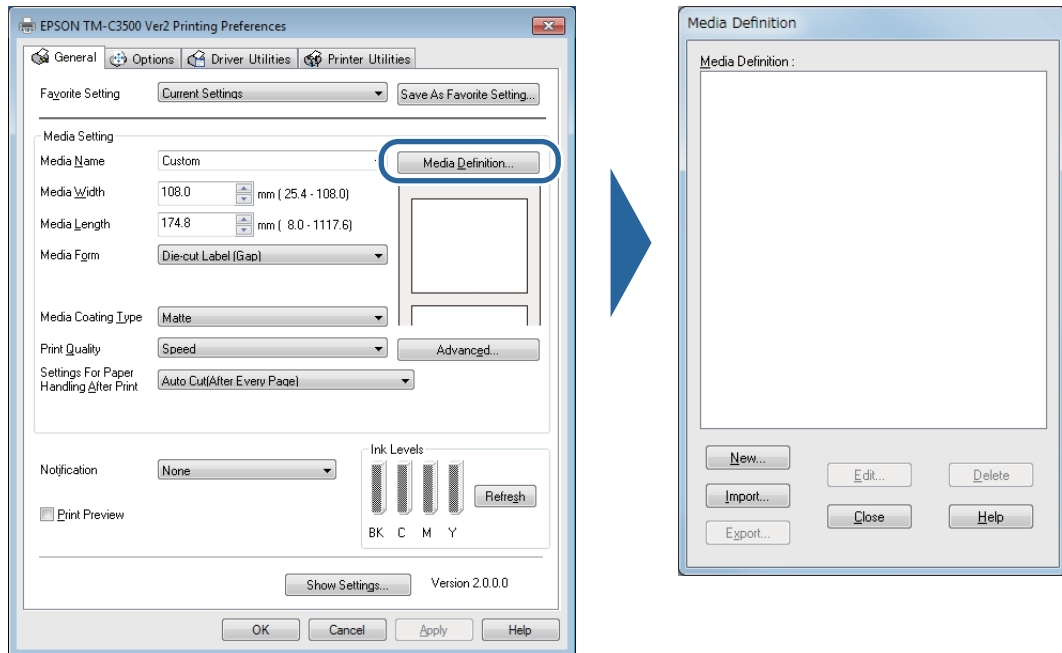 EPSON TM-C3500 Ver2 Printing Preferences
General Options Driver Utilities Printer Utilities
Favorite Setting Current Settings Save As Favorite Setting...
Media Setting
Media Name Custom Media Definition...
Media Width 108.0 mm ( 25.4 - 108.0)
Media Length 174.8 mm ( 8.0 - 1117.6)
Media Form Die-cut Label (Gap)
Media Coating Type Matte
Print Quality Speed Advanced...
Settings For Paper
Handling After Print Auto Cut(After Every Page)
Ink Levels
Notification None
Refresh
Print Preview
BK C M Y
Show Settings... Version 2.0.0.0
OK Cancel Apply Help
Media Definition
Media Definition :
New...
Edit... Delete
Import...
Close Help
Export...